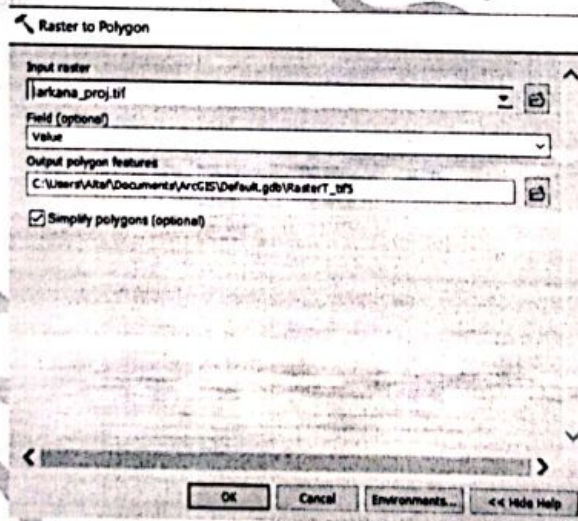 Raster to Polygon
Input raster
arkana_proj.tif
Field (optional)
Value
Output polygon features
C:\Users\Altaf\Documents\ArcGIS\Default.gdb\RasterT_tif5
Simplify polygons (optional)
OK
Cancel
Environments...
<< Hide Help